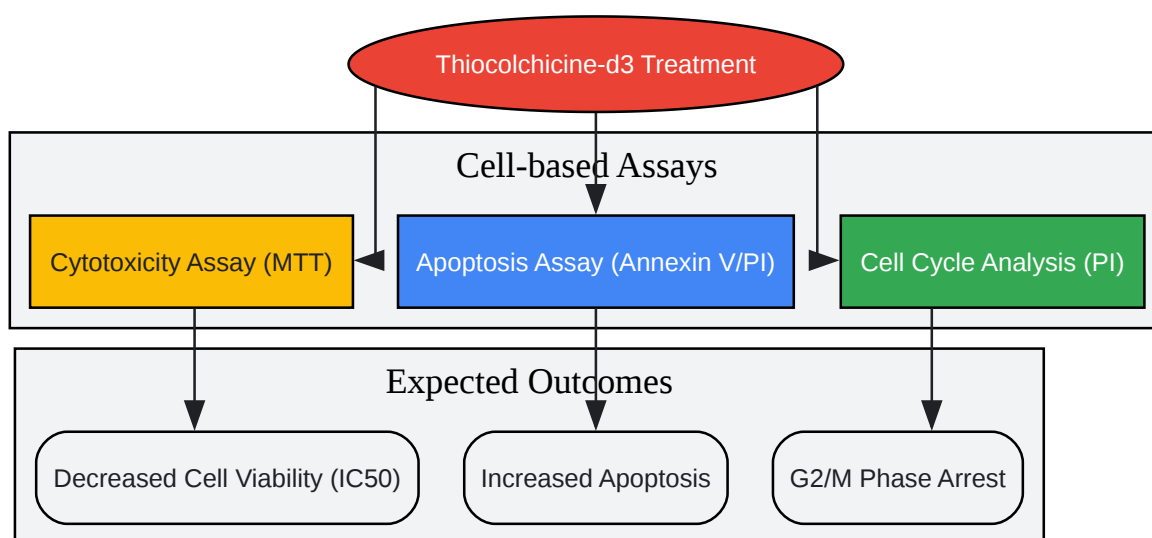 Thiocolchicine-d3 Treatment
Cell-based Assays
Cytotoxicity Assay (MTT)
Apoptosis Assay (Annexin V/PI)
Cell Cycle Analysis (PI)
Expected Outcomes
Decreased Cell Viability (IC50)
Increased Apoptosis
G2/M Phase Arrest